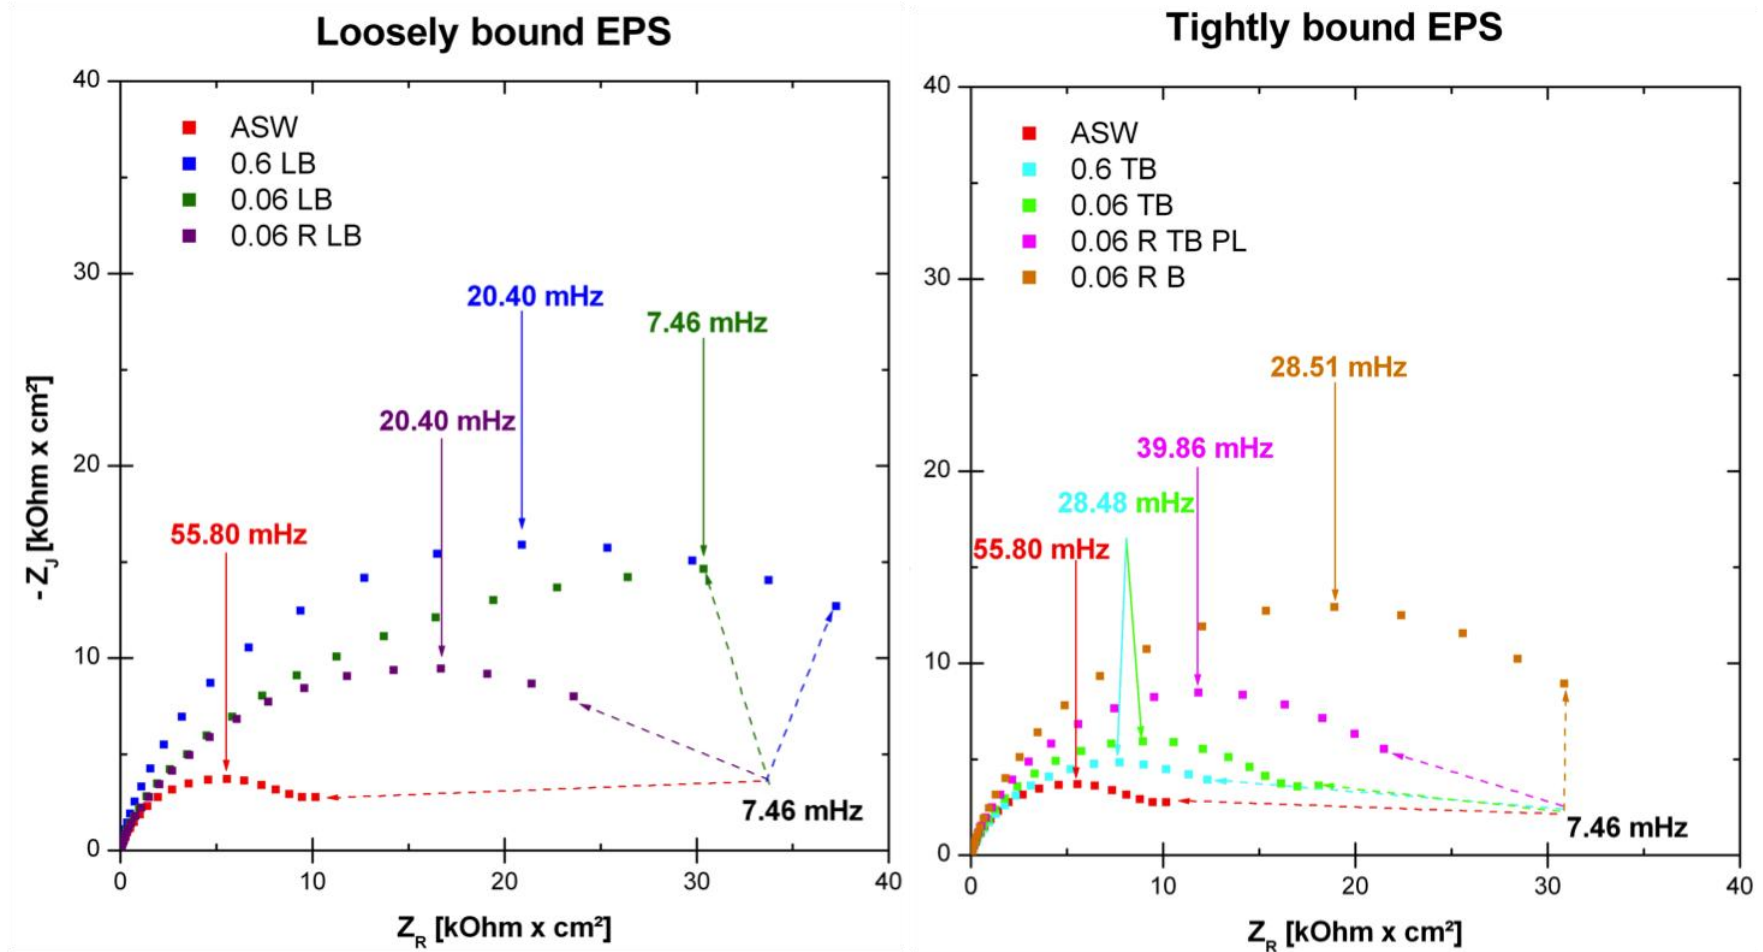 Loosely bound EPS
40
30
20
10
0
0
10
20
30
40
- Z_J [kOhm x cm²]
Z_R [kOhm x cm²]
ASW
0.6 LB
0.06 LB
0.06 R LB
20.40 mHz
7.46 mHz
20.40 mHz
55.80 mHz
7.46 mHz
Tightly bound EPS
40
30
20
10
0
0
10
20
30
40
Z_R [kOhm x cm²]
ASW
0.6 TB
0.06 TB
0.06 R TB PL
0.06 R B
28.51 mHz
39.86 mHz
28.48 mHz
55.80 mHz
7.46 mHz